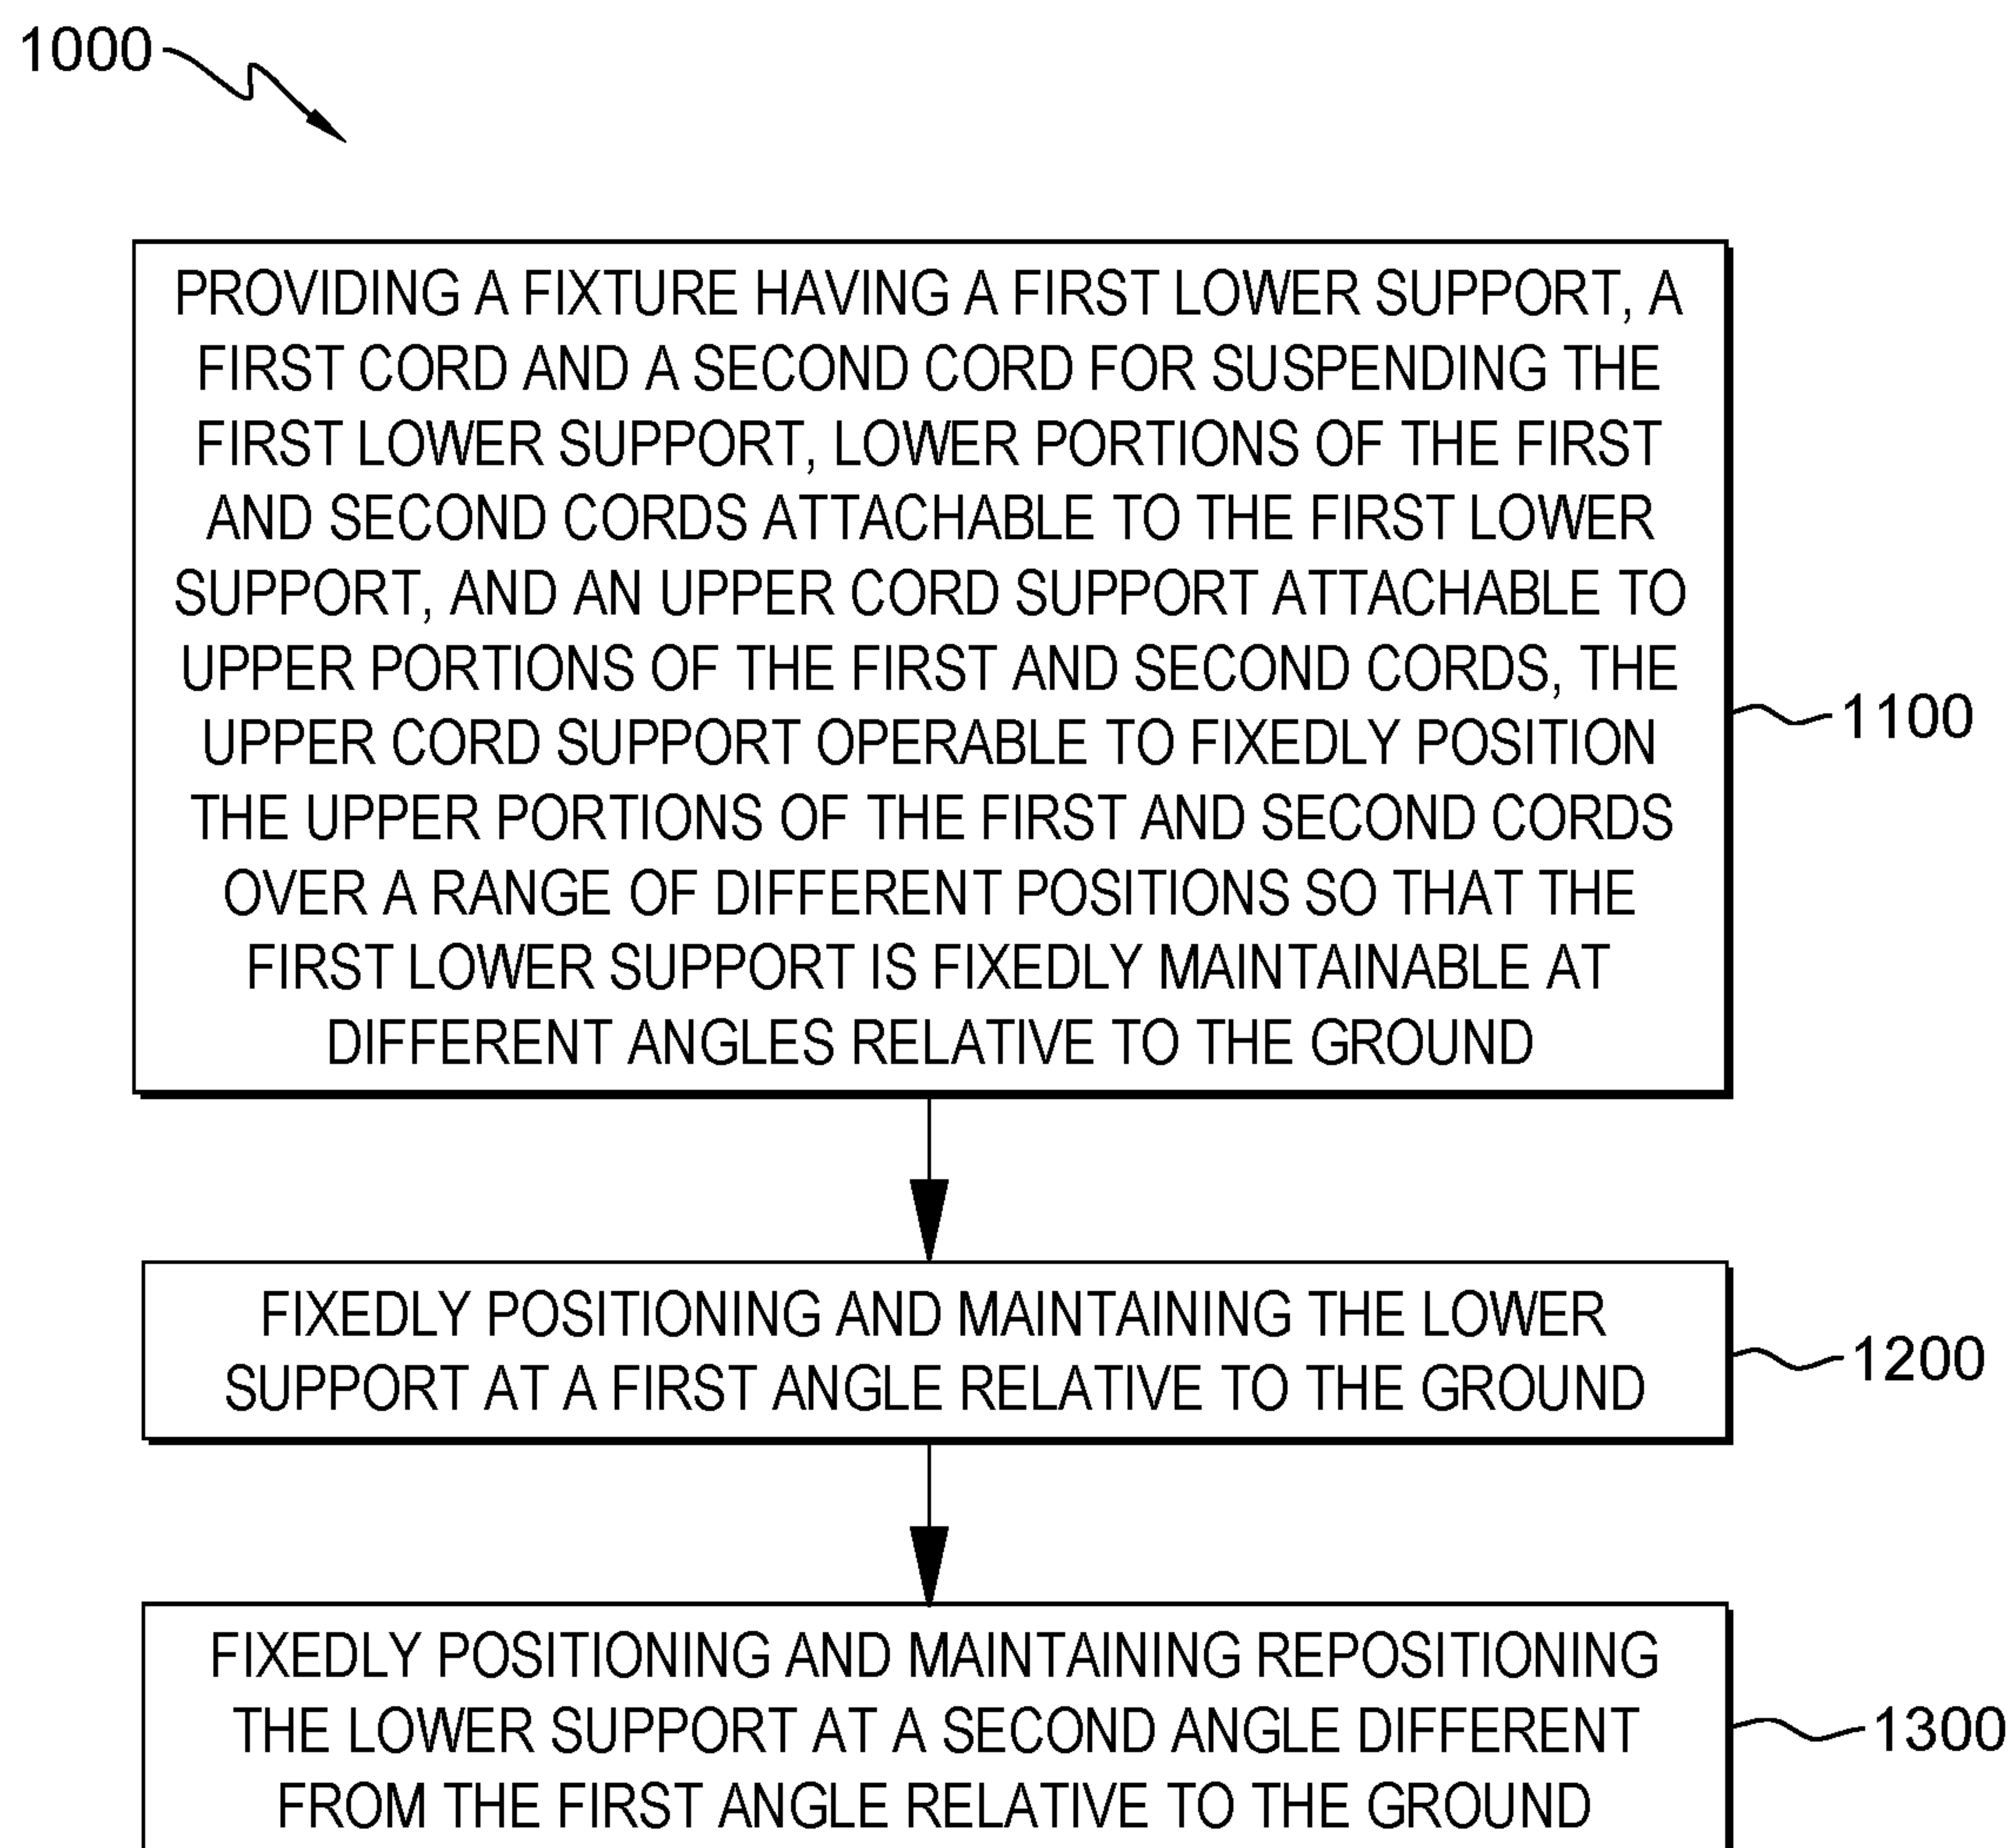 1000
PROVIDING A FIXTURE HAVING A FIRST LOWER SUPPORT, A
FIRST CORD AND A SECOND CORD FOR SUSPENDING THE
FIRST LOWER SUPPORT, LOWER PORTIONS OF THE FIRST
AND SECOND CORDS ATTACHABLE TO THE FIRST LOWER
SUPPORT, AND AN UPPER CORD SUPPORT ATTACHABLE TO
UPPER PORTIONS OF THE FIRST AND SECOND CORDS, THE
UPPER CORD SUPPORT OPERABLE TO FIXEDLY POSITION
THE UPPER PORTIONS OF THE FIRST AND SECOND CORDS
OVER A RANGE OF DIFFERENT POSITIONS SO THAT THE
FIRST LOWER SUPPORT IS FIXEDLY MAINTAINABLE AT
DIFFERENT ANGLES RELATIVE TO THE GROUND
1100
FIXEDLY POSITIONING AND MAINTAINING THE LOWER
SUPPORT AT A FIRST ANGLE RELATIVE TO THE GROUND
1200
FIXEDLY POSITIONING AND MAINTAINING REPOSITIONING
THE LOWER SUPPORT AT A SECOND ANGLE DIFFERENT
FROM THE FIRST ANGLE RELATIVE TO THE GROUND
1300